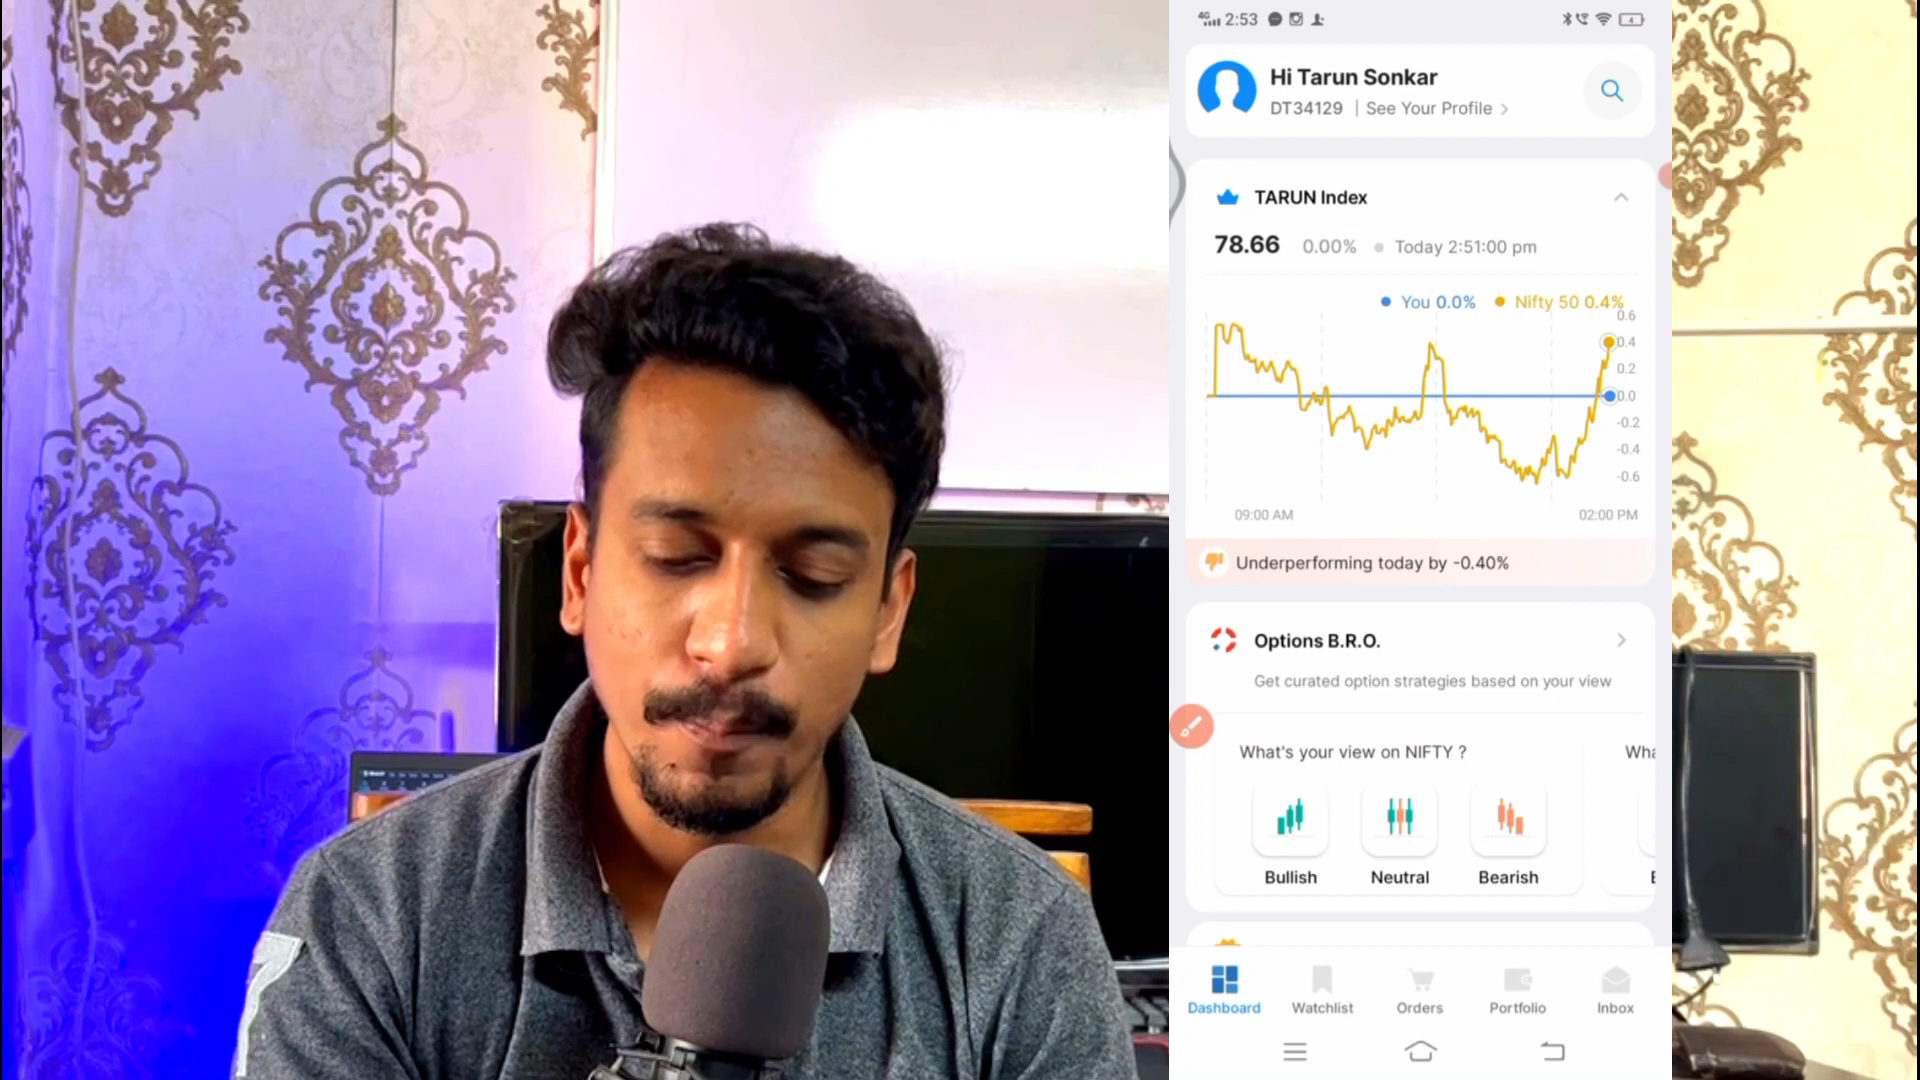 4G 2:53
4
Hi Tarun Sonkar
DT34129 | See Your Profile >
TARUN Index
78.66 0.00% Today 2:51:00 pm
You 0.0% Nifty 50 0.4%
0.6
0.4
0.2
0.0
-0.2
-0.4
-0.6
09:00 AM 02:00 PM
Underperforming today by -0.40%
Options B.R.O.
Get curated option strategies based on your view
What's your view on NIFTY ?
Bullish Neutral Bearish
Dashboard Watchlist Orders Portfolio Inbox